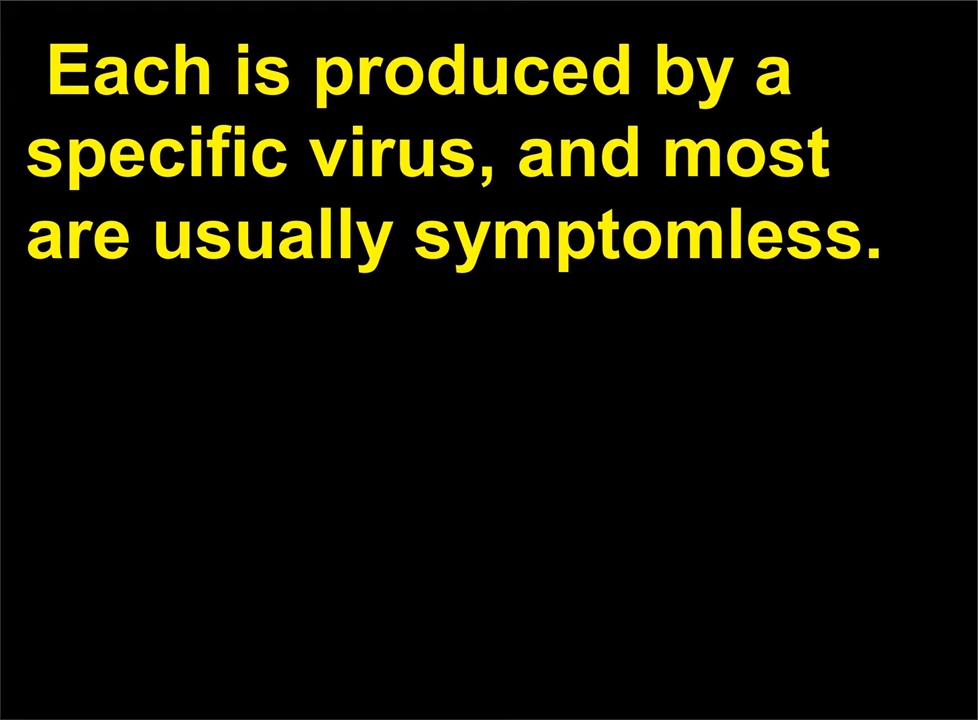 Each is produced by a
specific virus, and most
are usually symptomless.